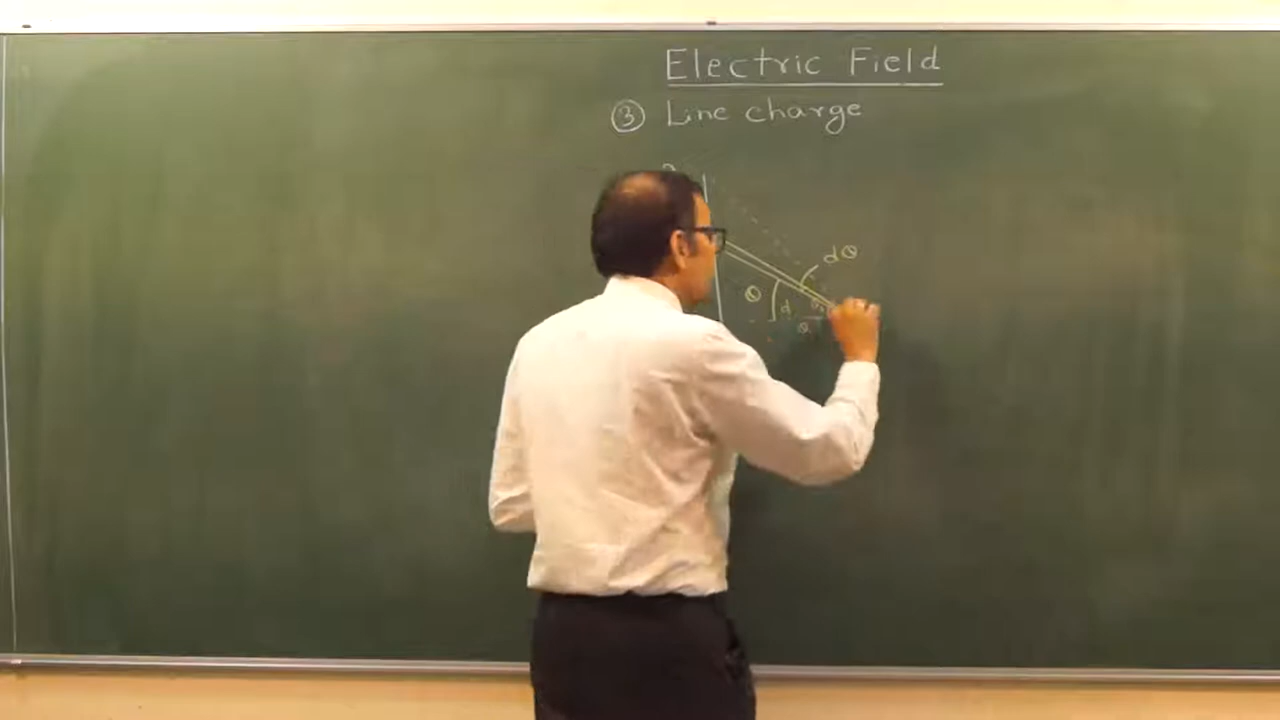 Electric Field
③ Line charge
dθ
θ
d